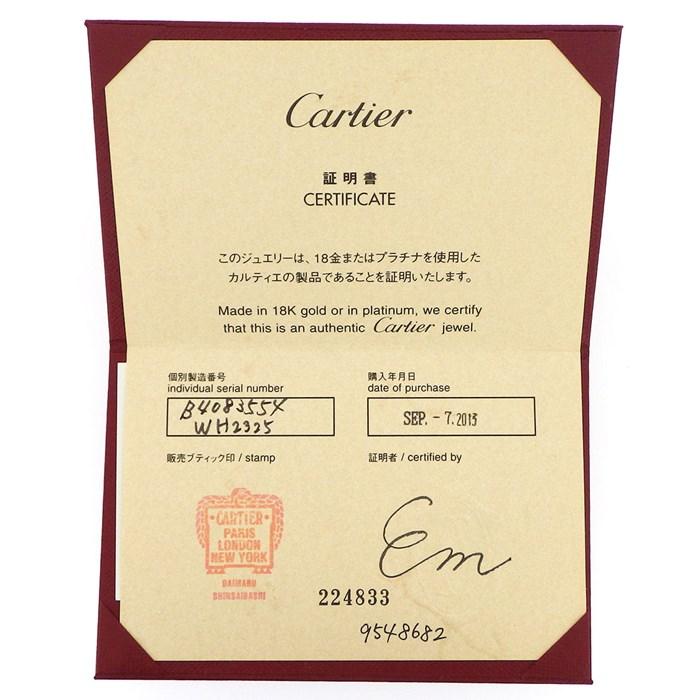 Cartier
証明書
CERTIFICATE
このジュエリーは、18金またはプラチナを使用した
カルティエの製品であることを証明いたします。
Made in 18K gold or in platinum, we certify
that this is an authentic Cartier jewel.
個別製造番号
individual serial number
B4083554
WH2325
購入年月日
date of purchase
SEP. - 7. 2013
販売ブティック印 / stamp
証明者 / certified by
CARTIER
PARIS
LONDON
NEW YORK
DAIMARU
SHINSAIBASHI
Em
224833
9548682